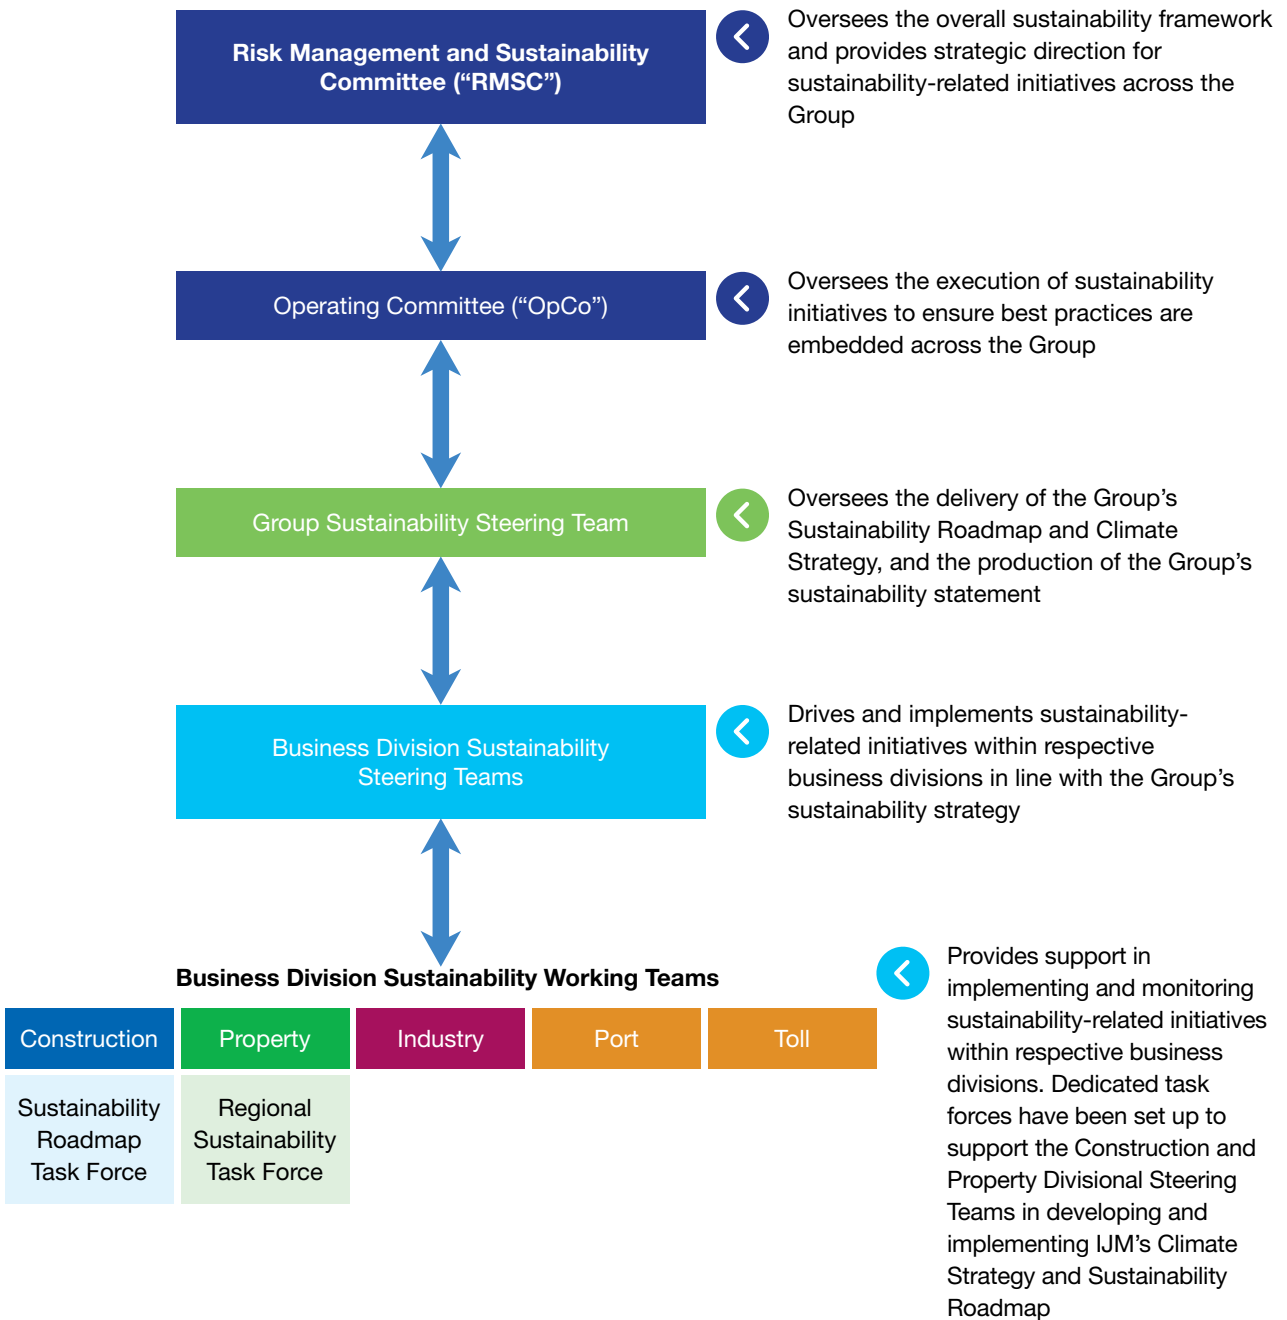 Risk Management and Sustainability
Committee (“RMSC”)
Oversees the overall sustainability framework
and provides strategic direction for
sustainability-related initiatives across the
Group
Operating Committee (“OpCo”)
Oversees the execution of sustainability
initiatives to ensure best practices are
embedded across the Group
Group Sustainability Steering Team
Oversees the delivery of the Group’s
Sustainability Roadmap and Climate
Strategy, and the production of the Group’s
sustainability statement
Business Division Sustainability
Steering Teams
Drives and implements sustainability-
related initiatives within respective
business divisions in line with the Group’s
sustainability strategy
Business Division Sustainability Working Teams
Construction
Property
Industry
Port
Toll
Sustainability
Roadmap
Task Force
Regional
Sustainability
Task Force
Provides support in
implementing and monitoring
sustainability-related initiatives
within respective business
divisions. Dedicated task
forces have been set up to
support the Construction and
Property Divisional Steering
Teams in developing and
implementing IJM’s Climate
Strategy and Sustainability
Roadmap